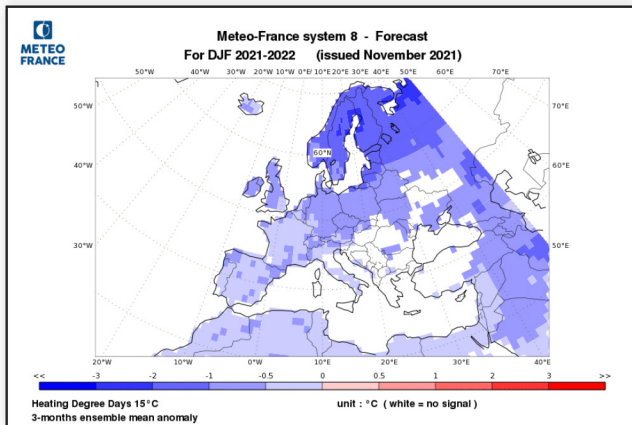 METEO
FRANCE
Meteo-France system 8 - Forecast
For DJF 2021-2022 (issued November 2021)
50°W 40°W 30°W 20°W 10°W 0°E 10°E 20°E 30°E 40°E 50°E 60°E 70°E
50°W
70°E
60°N
40°W
60°E
30°W
50°E
20°W 10°W 0°W 10°E 20°E 30°E 40°E
<< -3 -2 -1 -0.5 0 0.5 1 2 3 >>
Heating Degree Days 15°C unit : °C ( white = no signal )
3-months ensemble mean anomaly